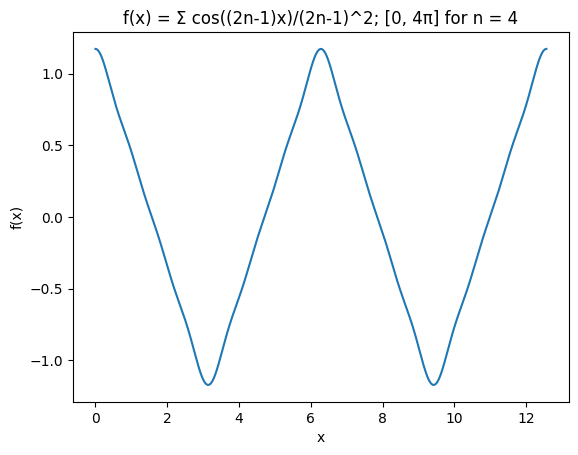 f(x) = Σ cos((2n-1)x)/(2n-1)^2; [0, 4π] for n = 4
1.0
0.5
0.0
−0.5
−1.0
f(x)
0 2 4 6 8 10 12
x